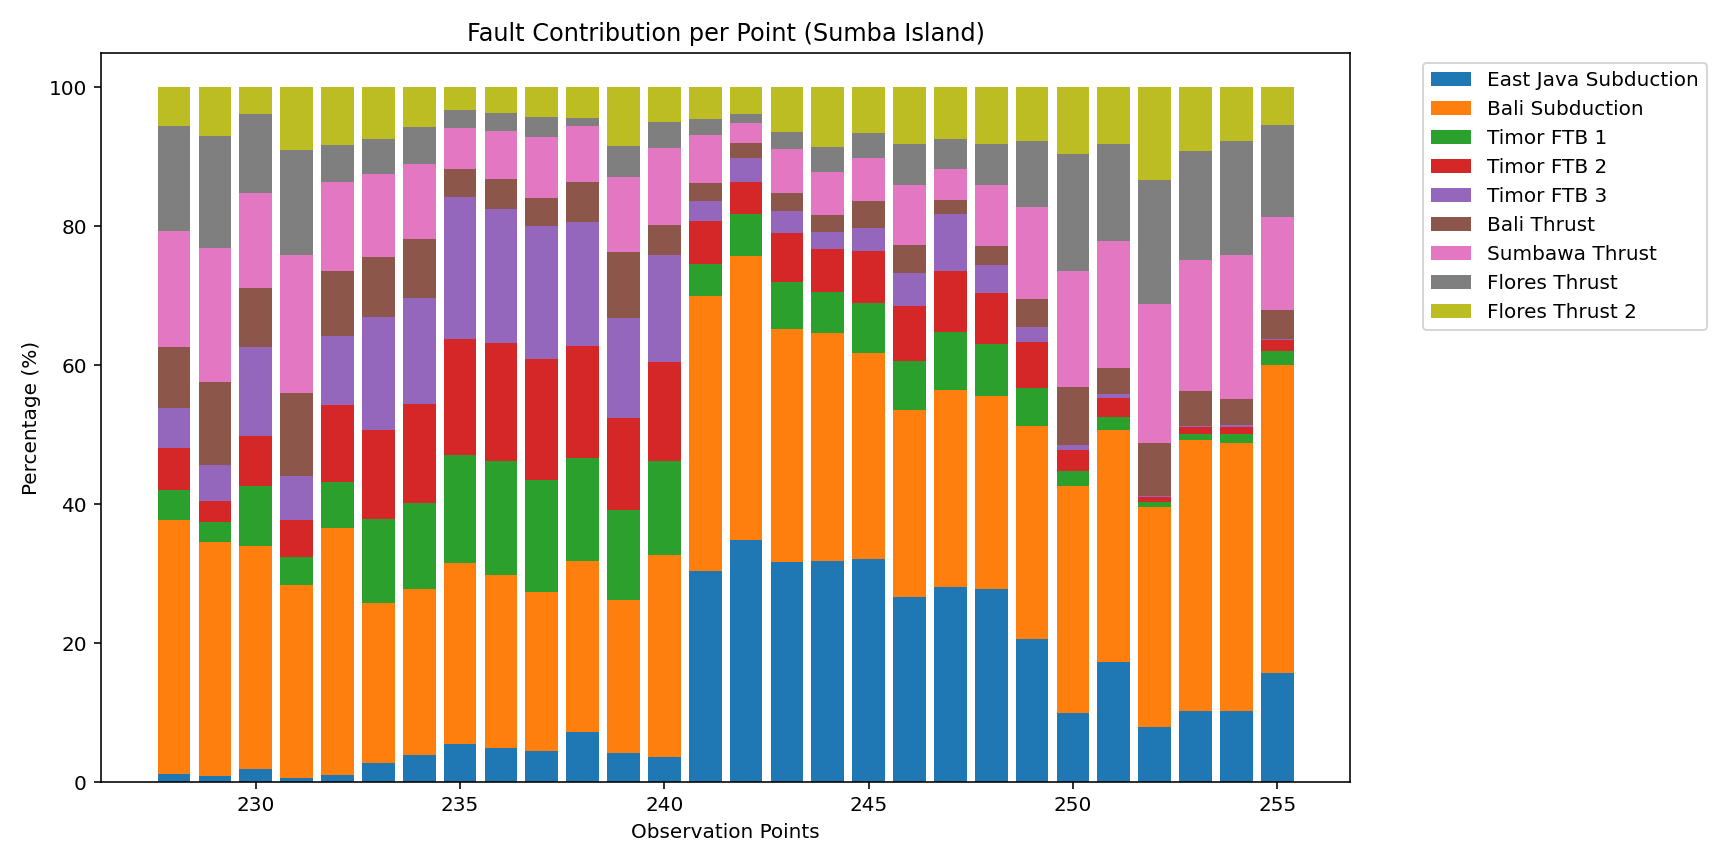 Fault Contribution per Point (Sumba Island)
100
80
60
40
20
0
Percentage (%)
230 235 240 245 250 255
Observation Points
East Java Subduction
Bali Subduction
Timor FTB 1
Timor FTB 2
Timor FTB 3
Bali Thrust
Sumbawa Thrust
Flores Thrust
Flores Thrust 2